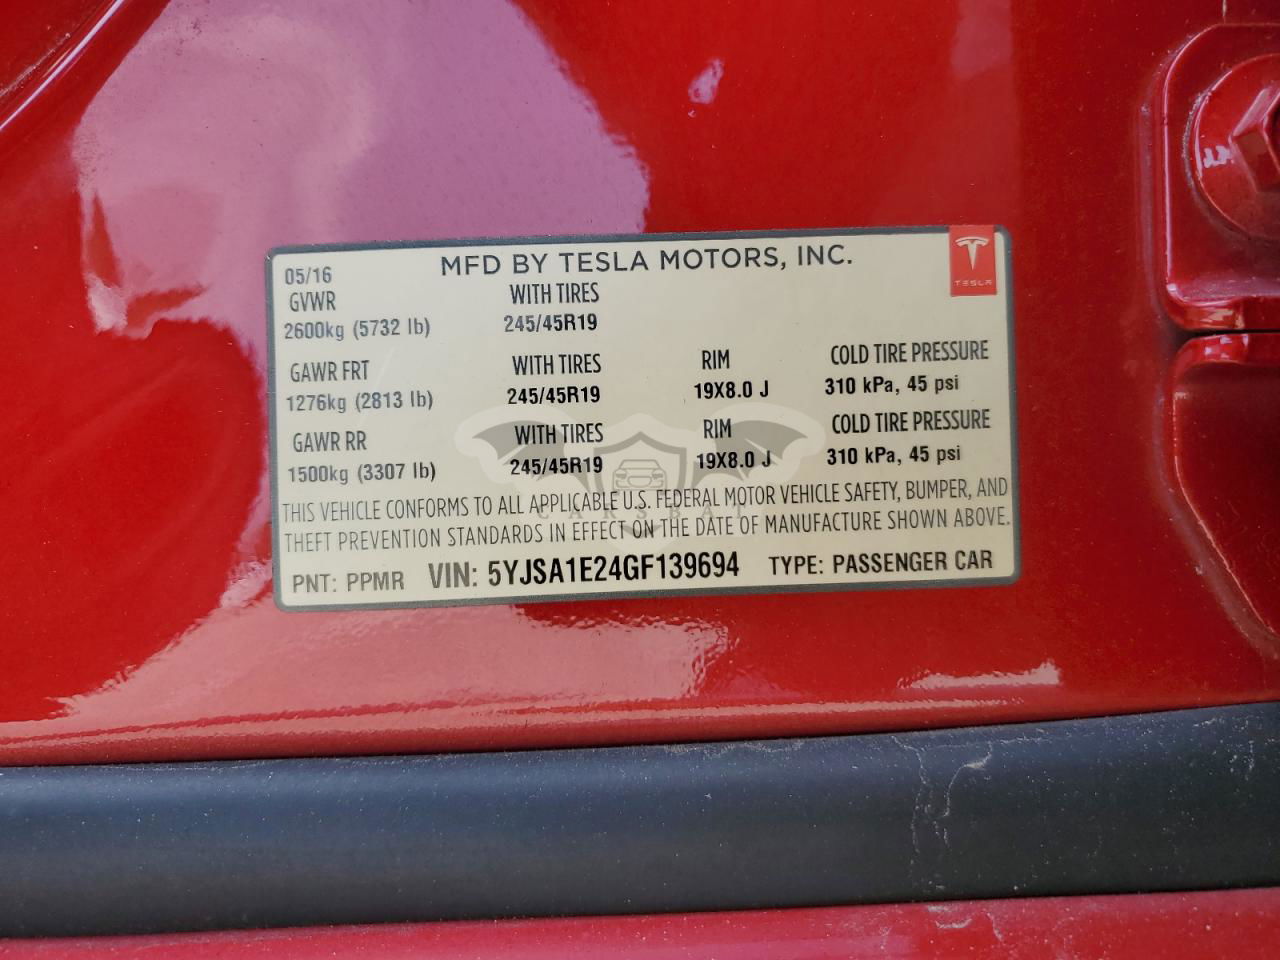 05/16 MFD BY TESLA MOTORS, INC.
TESLA
GVWR WITH TIRES
2600kg (5732 lb) 245/45R19
GAWR FRT WITH TIRES RIM COLD TIRE PRESSURE
1276kg (2813 lb) 245/45R19 19X8.0 J 310 kPa, 45 psi
GAWR RR WITH TIRES RIM COLD TIRE PRESSURE
1500kg (3307 lb) 245/45R19 19X8.0 J 310 kPa, 45 psi
THIS VEHICLE CONFORMS TO ALL APPLICABLE U.S. FEDERAL MOTOR VEHICLE SAFETY, BUMPER, AND
CARSBAT
THEFT PREVENTION STANDARDS IN EFFECT ON THE DATE OF MANUFACTURE SHOWN ABOVE.
PNT: PPMR VIN: 5YJSA1E24GF139694 TYPE: PASSENGER CAR